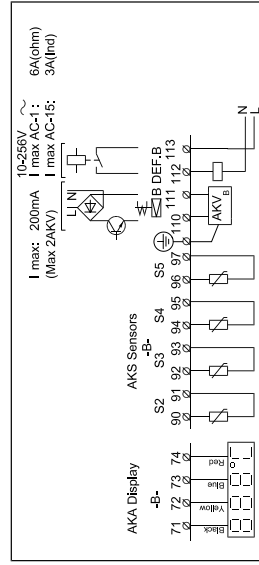 10-256V ~
I max AC-1 : 6A(ohm)
I max AC-15: 3A(Ind)
I max: 200mA
(Max 2AKV)
L N
B DEF.B
AKA Display
-B-
AKS Sensors
-B-
S2 S3 S4 S5
71 72 73 74 90 91 92 93 94 95 96 97 110 111 112 113
Black Yellow Blue Red
AKV B
N
L